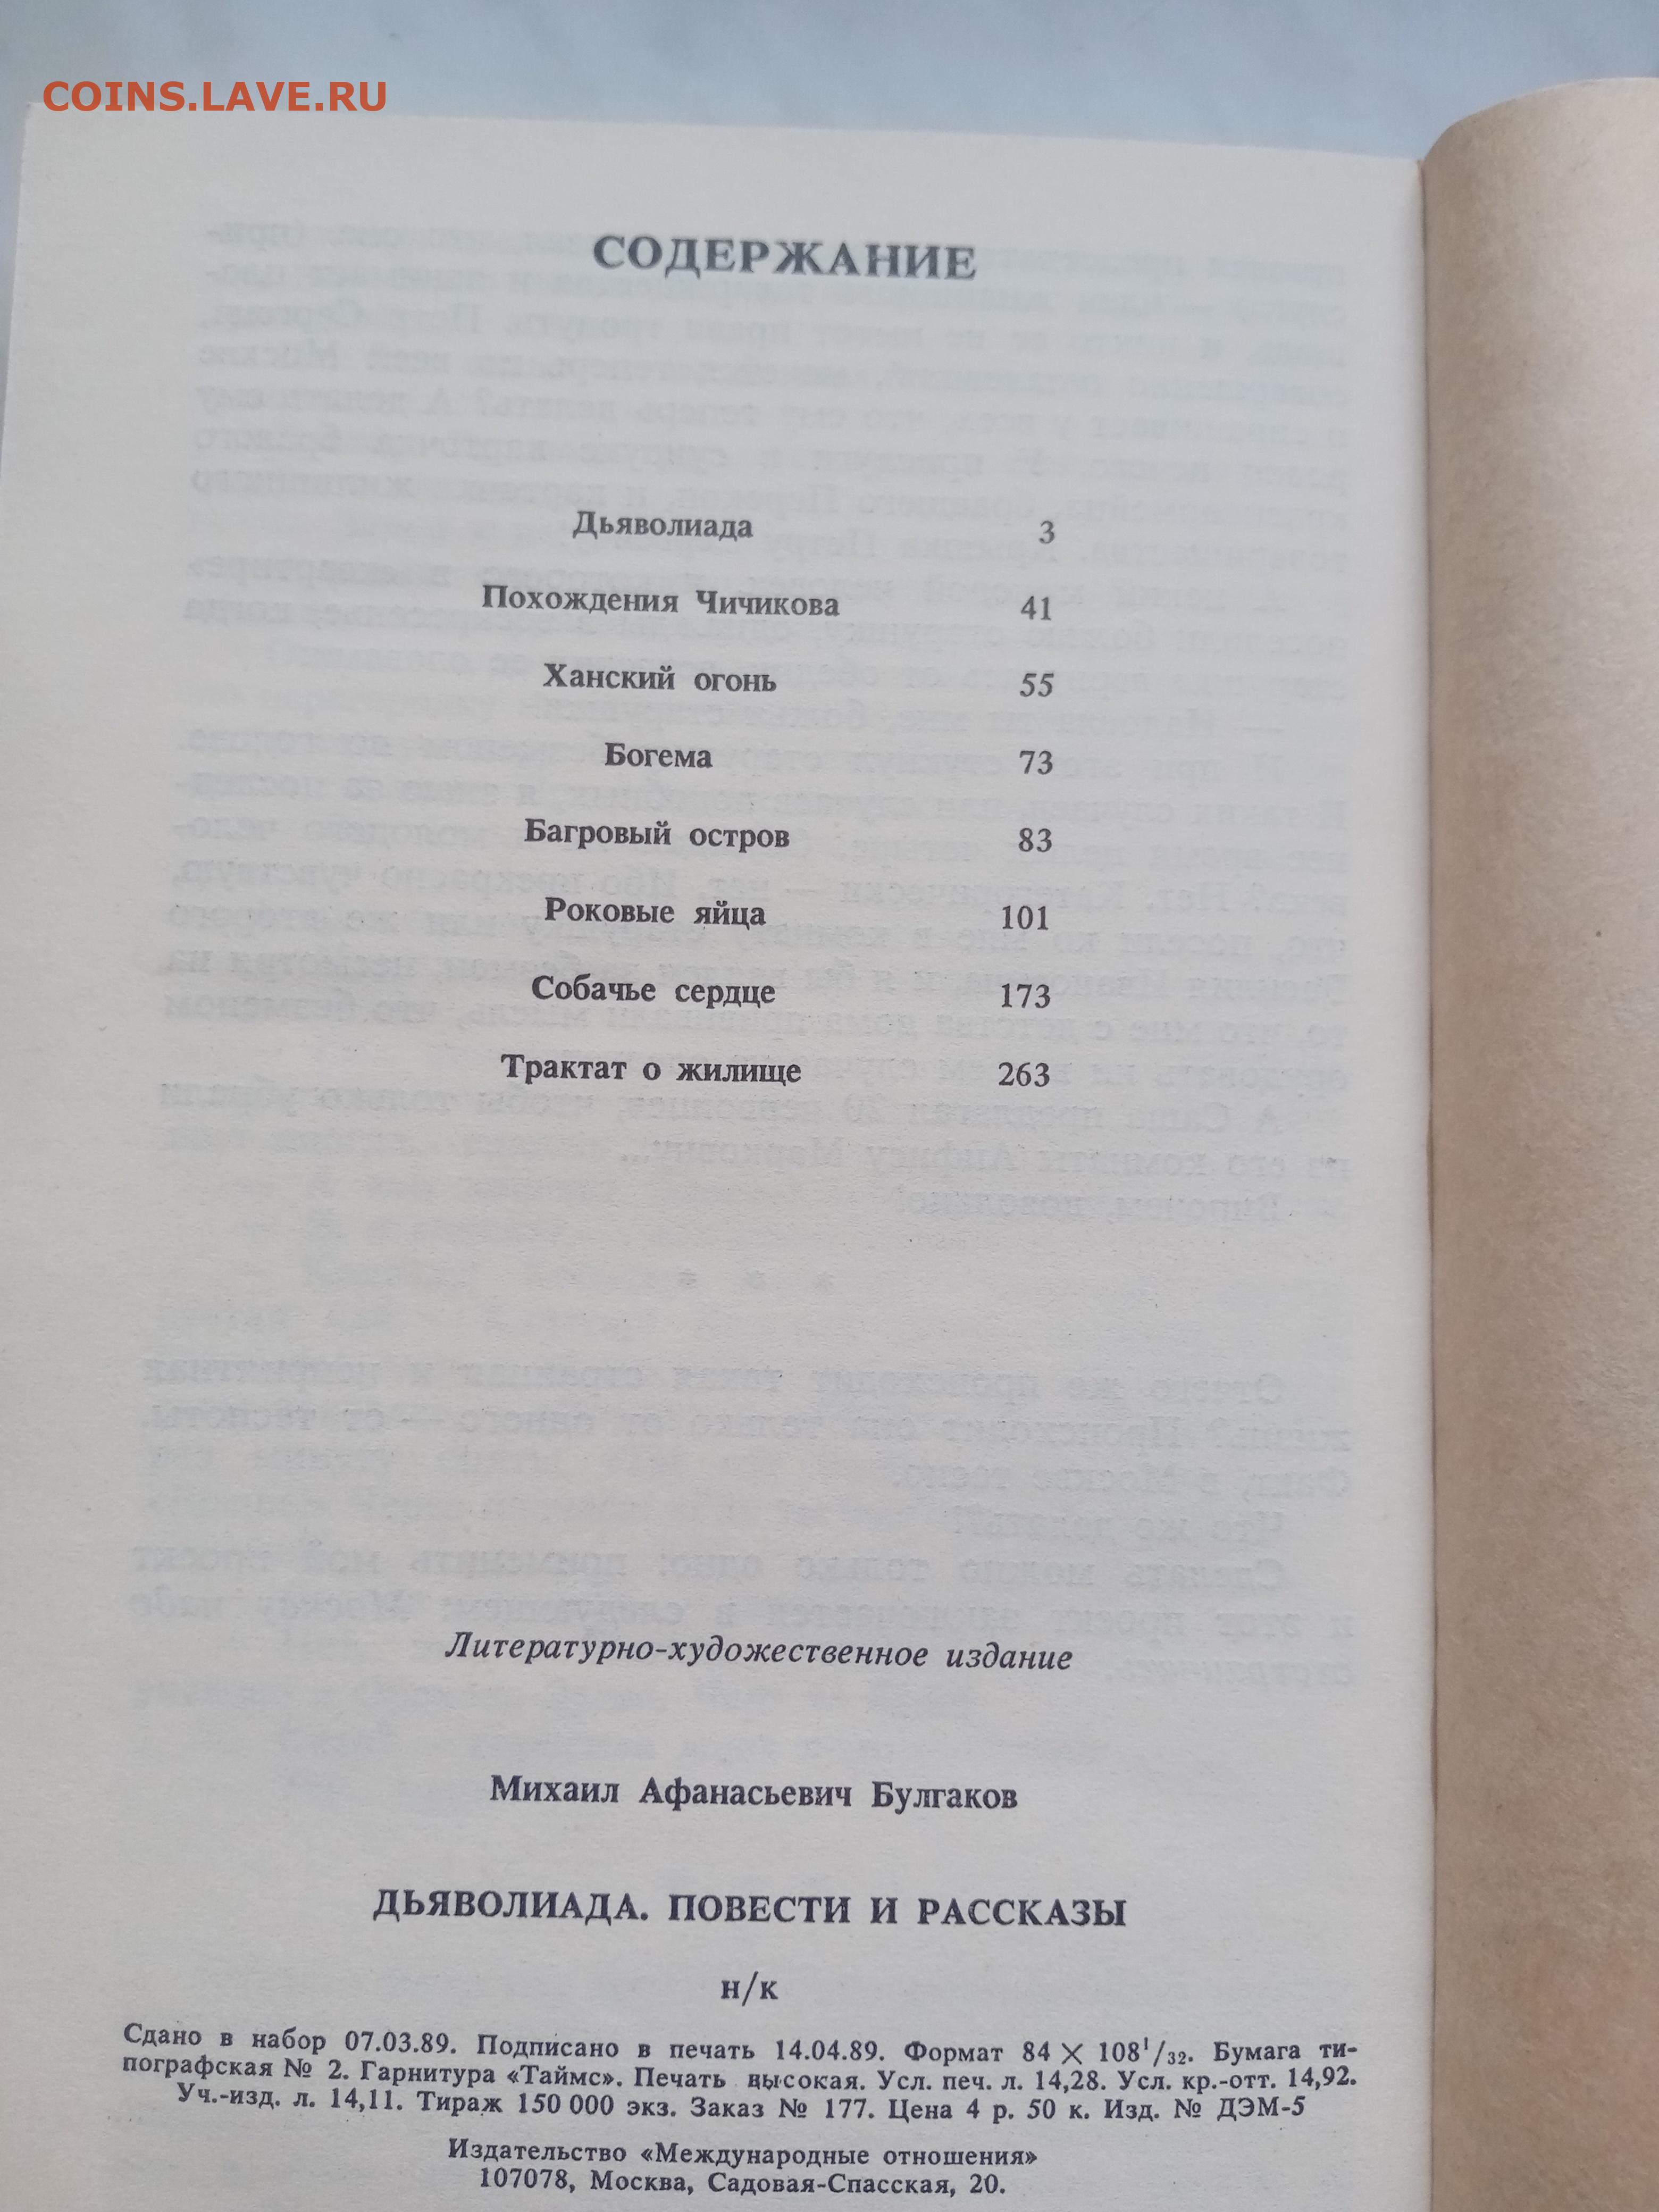 COINS.LAVE.RU
СОДЕРЖАНИЕ
Дьяволиада 3
Похождения Чичикова 41
Ханский огонь 55
Богема 73
Багровый остров 83
Роковые яйца 101
Собачье сердце 173
Трактат о жилище 263
Литературно-художественное издание
Михаил Афанасьевич Булгаков
ДЬЯВОЛИАДА. ПОВЕСТИ И РАССКАЗЫ
н/к
Сдано в набор 07.03.89. Подписано в печать 14.04.89. Формат 84 × 108¹/₃₂. Бумага ти-
пографская № 2. Гарнитура «Таймс». Печать высокая. Усл. печ. л. 14,28. Усл. кр.-отт. 14,92.
Уч.-изд. л. 14,11. Тираж 150 000 экз. Заказ № 177. Цена 4 р. 50 к. Изд. № ДЭМ-5
Издательство «Международные отношения»
107078, Москва, Садовая-Спасская, 20.